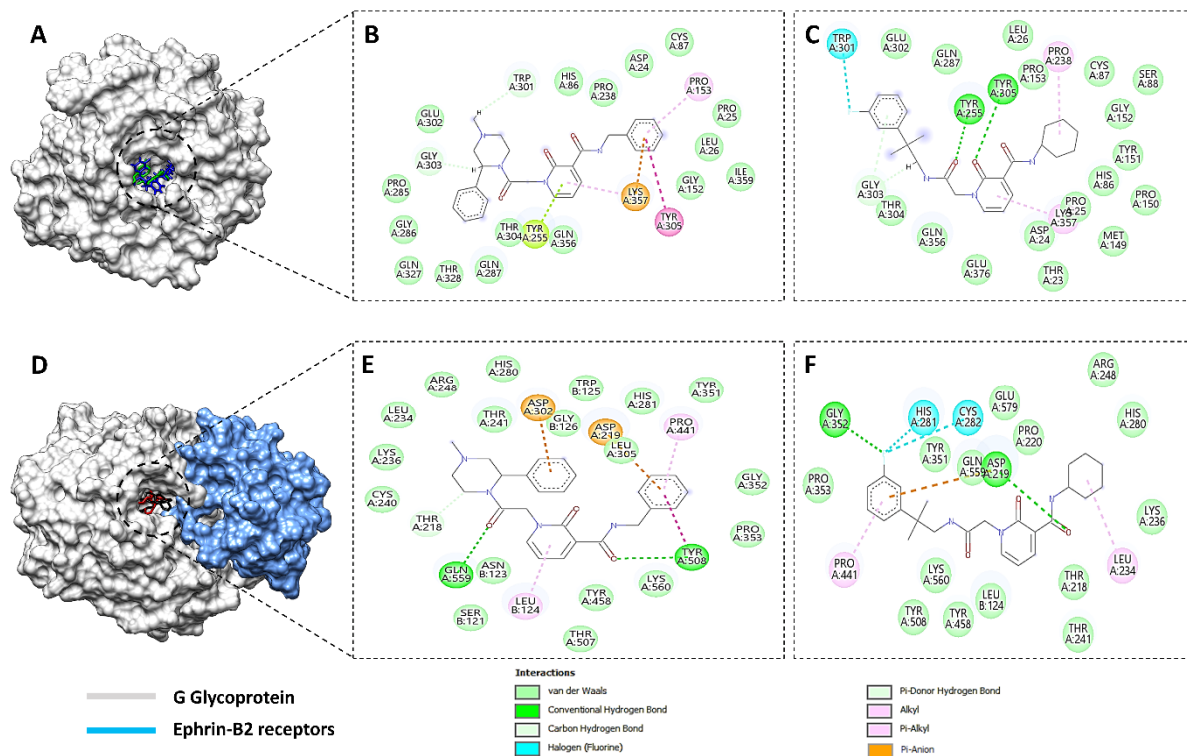 A
B
CYS
A:87
ASP
A:24
TRP
A:301
HIS
A:86
PRO
A:238
PRO
A:153
GLU
A:302
PRO
A:25
LEU
A:26
GLY
A:303
H
H
N
N
O
O
N
O
HN
PRO
A:285
LYS
A:357
GLY
A:152
ILE
A:359
GLY
A:286
THR
A:304
TYR
A:255
GLN
A:356
TYR
A:305
GLN
A:327
THR
A:328
GLN
A:287
C
TRP
A:301
GLU
A:302
GLN
A:287
LEU
A:26
PRO
A:153
PRO
A:238
CYS
A:87
SER
A:88
TYR
A:255
TYR
A:305
GLY
A:152
TYR
A:151
GLY
A:303
THR
A:304
H
HN
O
O
N
O
NH
HIS
A:86
PRO
A:150
PRO
A:25
LYS
A:357
GLN
A:356
ASP
A:24
MET
A:149
GLU
A:376
THR
A:23
D
E
HIS
A:280
ARG
A:248
ASP
A:302
TRP
B:125
HIS
A:281
TYR
A:351
LEU
A:234
THR
A:241
GLY
B:126
ASP
A:219
LEU
A:305
PRO
A:441
LYS
A:236
CYS
A:240
GLY
A:352
THR
A:218
N
N
O
N
O
HN
O
PRO
A:353
GLN
A:559
ASN
B:123
TYR
A:508
SER
B:121
LEU
B:124
TYR
A:458
LYS
A:560
THR
A:507
F
GLY
A:352
HIS
A:281
CYS
A:282
GLU
A:579
ARG
A:248
HIS
A:280
PRO
A:220
TYR
A:351
GLN
A:559
ASP
A:219
PRO
A:353
LYS
A:236
NH
O
N
O
O
HN
PRO
A:441
LYS
A:560
LEU
B:124
THR
A:218
LEU
A:234
TYR
A:508
TYR
A:458
THR
A:241
G Glycoprotein
Ephrin-B2 receptors
Interactions
van der Waals
Conventional Hydrogen Bond
Carbon Hydrogen Bond
Halogen (Fluorine)
Pi-Donor Hydrogen Bond
Alkyl
Pi-Alkyl
Pi-Anion